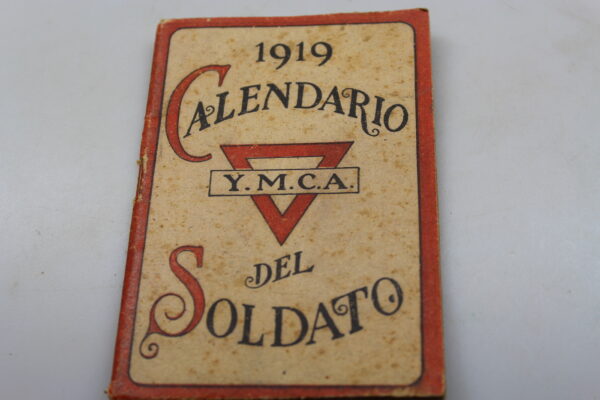 1919
CALENDARIO
Y.M.C.A.
DEL
SOLDATO